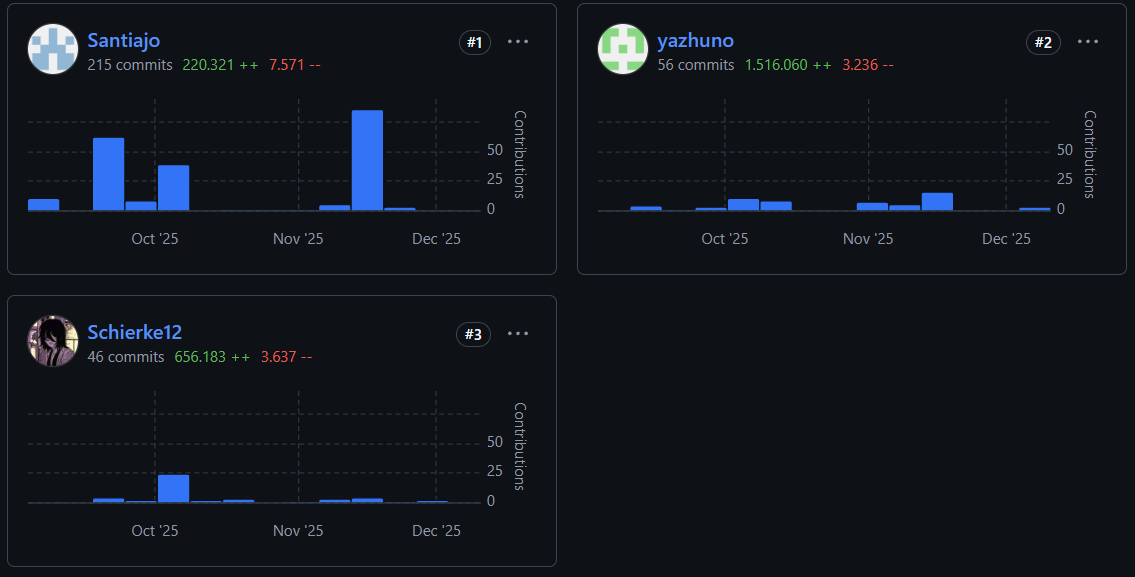 Santiajo
#1
215 commits 220.321 ++ 7.571 --
Contributions
50
25
0
Oct '25 Nov '25 Dec '25
yazhuno
#2
56 commits 1.516.060 ++ 3.236 --
Contributions
50
25
0
Oct '25 Nov '25 Dec '25
Schierke12
#3
46 commits 656.183 ++ 3.637 --
Contributions
50
25
0
Oct '25 Nov '25 Dec '25